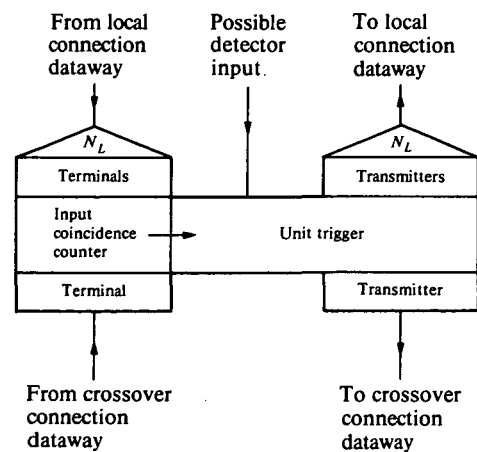 From local
connection
dataway
Possible
detector
input.
To local
connection
dataway
N_L
N_L
Terminals
Transmitters
Input
coincidence
counter
Unit trigger
Terminal
Transmitter
From crossover
connection
dataway
To crossover
connection
dataway